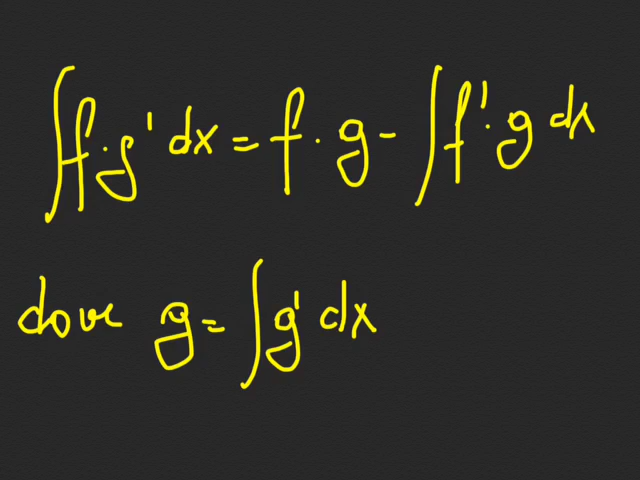 ∫f·g' dx = f·g - ∫f'·g dx
dove g = ∫g' dx